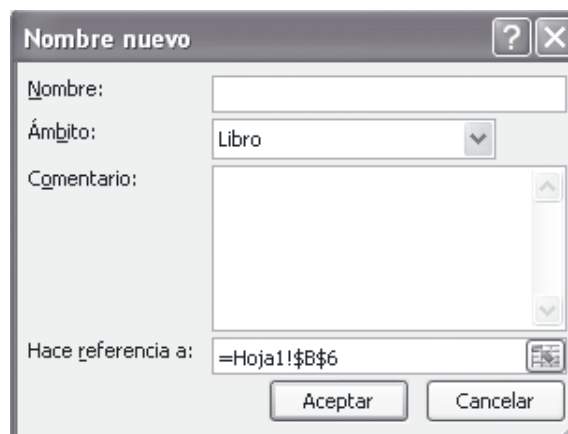 Nombre nuevo
Nombre:
Ámbito: Libro
Comentario:
Hace referencia a: =Hoja1!$B$6
Aceptar Cancelar